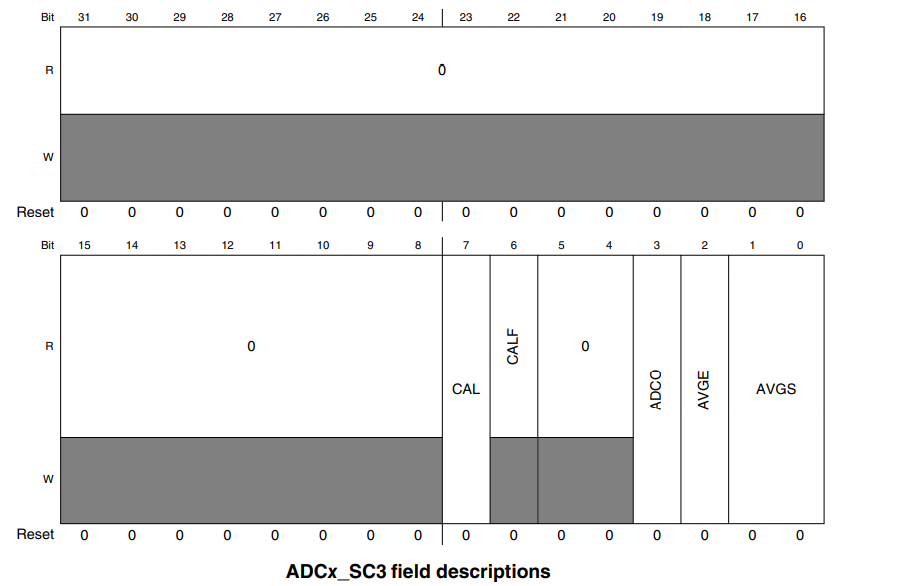 Bit 31 30 29 28 27 26 25 24 23 22 21 20 19 18 17 16
R 0
W
Reset 0 0 0 0 0 0 0 0 0 0 0 0 0 0 0 0
Bit 15 14 13 12 11 10 9 8 7 6 5 4 3 2 1 0
R 0 CAL CALF 0 ADCO AVGE AVGS
W
Reset 0 0 0 0 0 0 0 0 0 0 0 0 0 0 0 0
ADCx_SC3 field descriptions